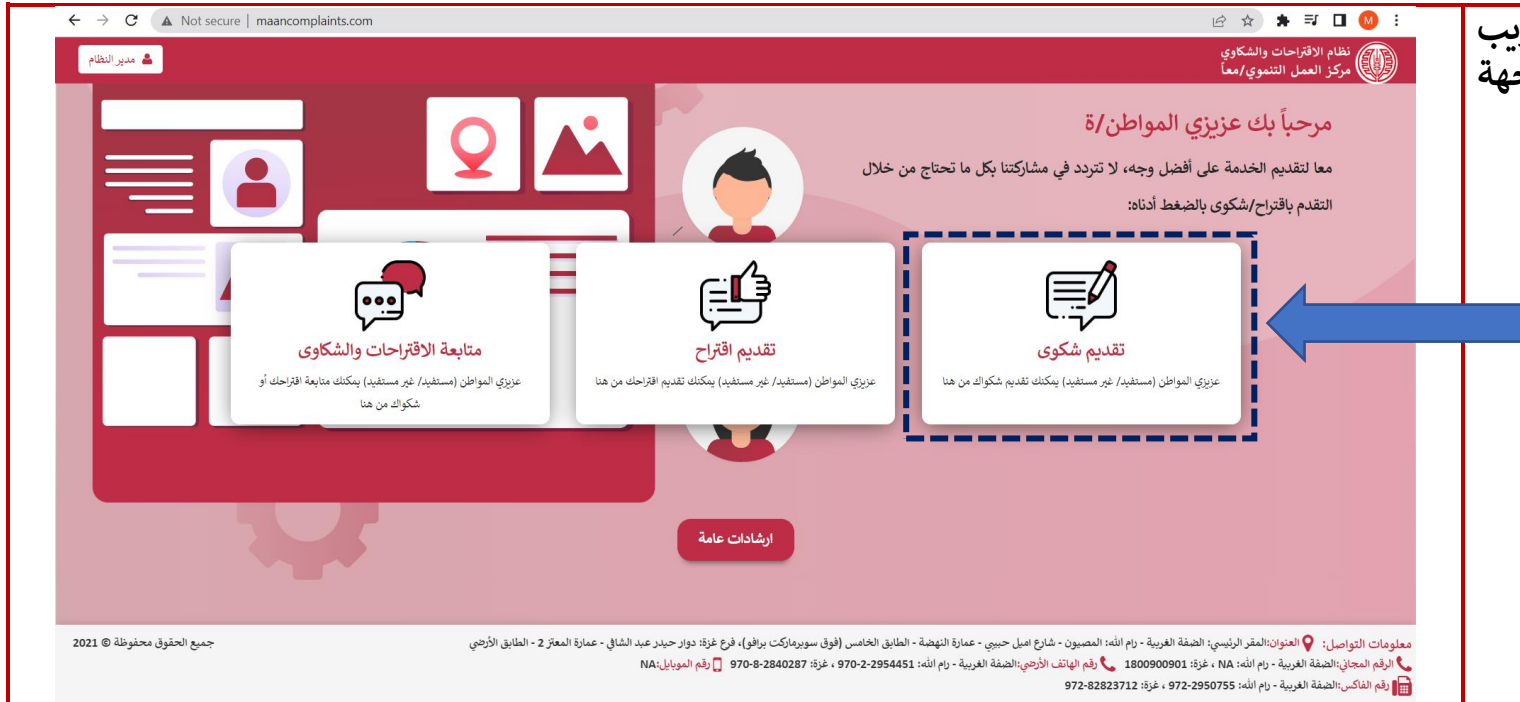 Not secure | maancomplaints.com
M
نظام الاقتراحات والشكاوي
مركز العمل التنموي/معاً
مدير النظام
مرحباً بك عزيزي المواطن/ة
معا لتقديم الخدمة على أفضل وجه، لا تتردد في مشاركتنا بكل ما تحتاج من خلال
التقدم باقتراح/شكوى بالضغط أدناه:
تقديم شكوى
عزيزي المواطن (مستفيد/ غير مستفيد) يمكنك تقديم شكواك من هنا
تقديم اقتراح
عزيزي المواطن (مستفيد/ غير مستفيد) يمكنك تقديم اقتراحك من هنا
متابعة الاقتراحات والشكاوى
عزيزي المواطن (مستفيد/ غير مستفيد) يمكنك متابعة اقتراحك أو
شكواك من هنا
ارشادات عامة
معلومات التواصل: العنوان:المقر الرئيسي: الضفة الغربية - رام الله: المصيون - شارع اميل حبيبي - عمارة النهضة - الطابق الخامس (فوق سوبرماركت برافو)، فرع غزة: دوار حيدر عبد الشافي - عمارة المعتز 2 - الطابق الأرضي
جميع الحقوق محفوظة © 2021
الرقم المجاني:الضفة الغربية - رام الله: NA ، غزة: 1800900901 رقم الهاتف الأرضي:الضفة الغربية - رام الله: 2954451-2-970 ، غزة: 2840287-8-970 رقم الموبايل:NA
رقم الفاكس:الضفة الغربية - رام الله: 2950755-972 ، غزة: 82823712-972